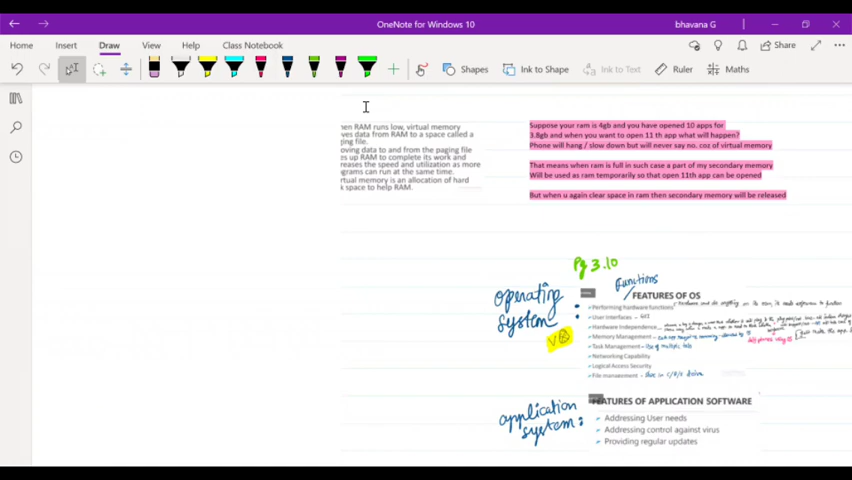 OneNote for Windows 10
bhavana G
Home Insert Draw View Help Class Notebook
Share
Shapes
Ink to Shape
Ink to Text
Ruler
Maths
hen RAM runs low, virtual memory
ves data from RAM to a space called a
ging file.
oving data to and from the paging file
es up RAM to complete its work and
reases the speed and utilization as more
ograms can run at the same time.
rtual memory is an allocation of hard
k space to help RAM.
Suppose your ram is 4gb and you have opened 10 apps for
3.8gb and when you want to open 11 th app what will happen?
Phone will hang / slow down but will never say no. coz of virtual memory
That means when ram is full in such case a part of my secondary memory
Will be used as ram temporarily so that open 11th app can be opened
But when u again clear space in ram then secondary memory will be released
Pg 3.10
operating
system :
Functions
FEATURES OF OS
Performing hardware functions
User Interfaces - GUI
Hardware Independence
Memory Management
Task Management
Networking Capability
Logical Access Security
File management
application
system :
FEATURES OF APPLICATION SOFTWARE
Addressing User needs
Addressing control against virus
Providing regular updates